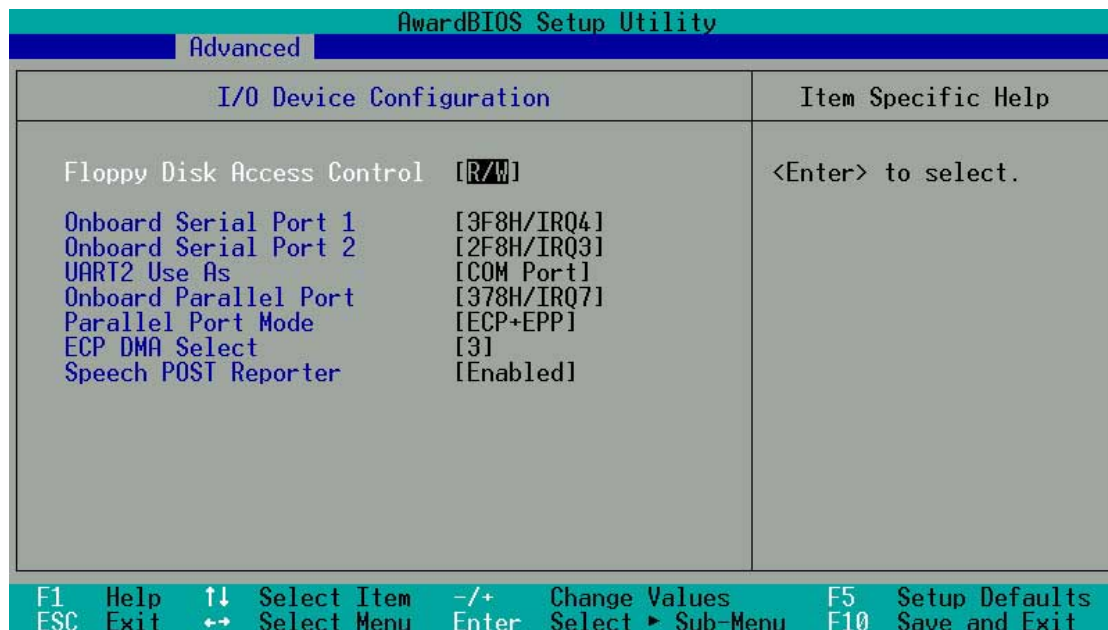 AwardBIOS Setup Utility
Advanced
I/O Device Configuration
Item Specific Help
Floppy Disk Access Control [R/W]
<Enter> to select.
Onboard Serial Port 1 [3F8H/IRQ4]
Onboard Serial Port 2 [2F8H/IRQ3]
UART2 Use As [COM Port]
Onboard Parallel Port [378H/IRQ7]
Parallel Port Mode [ECP+EPP]
ECP DMA Select [3]
Speech POST Reporter [Enabled]
F1 Help ↑↓ Select Item -/+ Change Values F5 Setup Defaults
ESC Exit ←→ Select Menu Enter Select ► Sub-Menu F10 Save and Exit